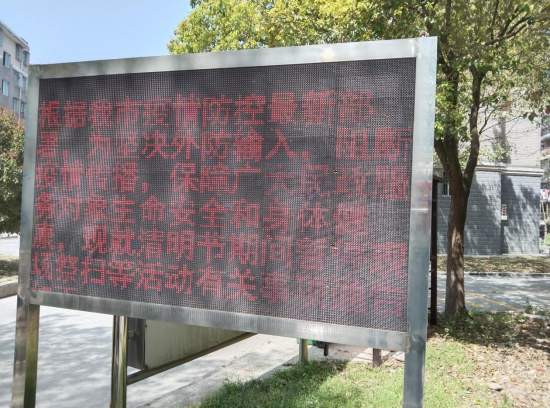 根据我市疫情防控最新部
署，为坚决外防输入、阻断
疫情传播，保障广大民政服
务对象生命安全和身体健
康，现就清明节期间暂
祭扫等活动有关事